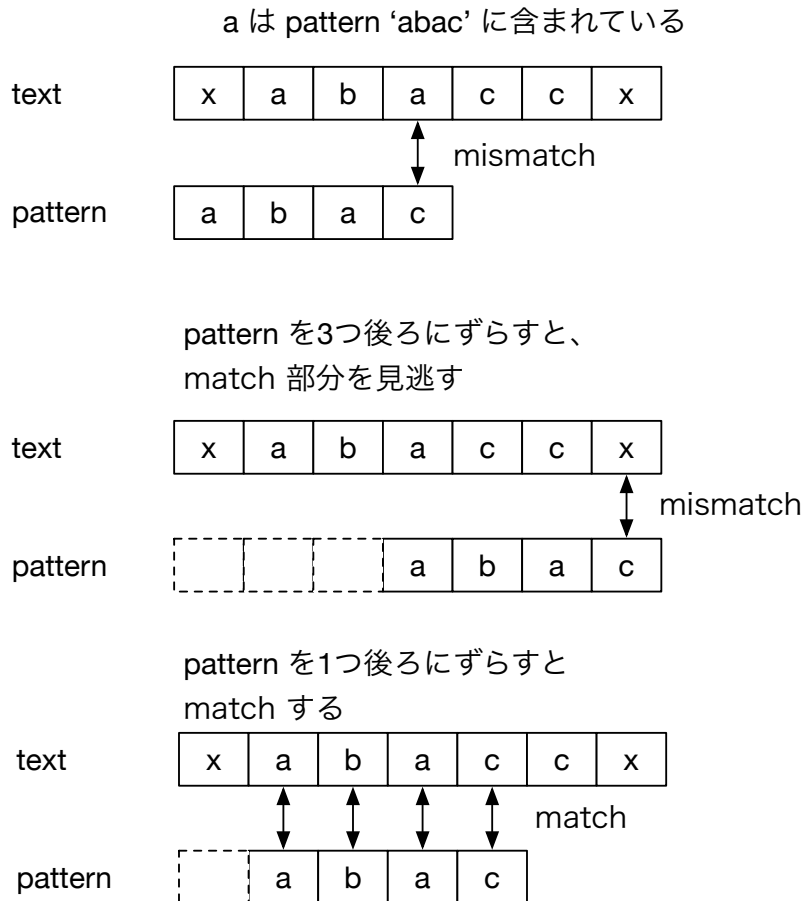 a は pattern ‘abac’ に含まれている
text x a b a c c x
mismatch
pattern a b a c
pattern を3つ後ろにずらすと、
match 部分を見逃す
text x a b a c c x
mismatch
pattern a b a c
pattern を1つ後ろにずらすと
match する
text x a b a c c x
match
pattern a b a c